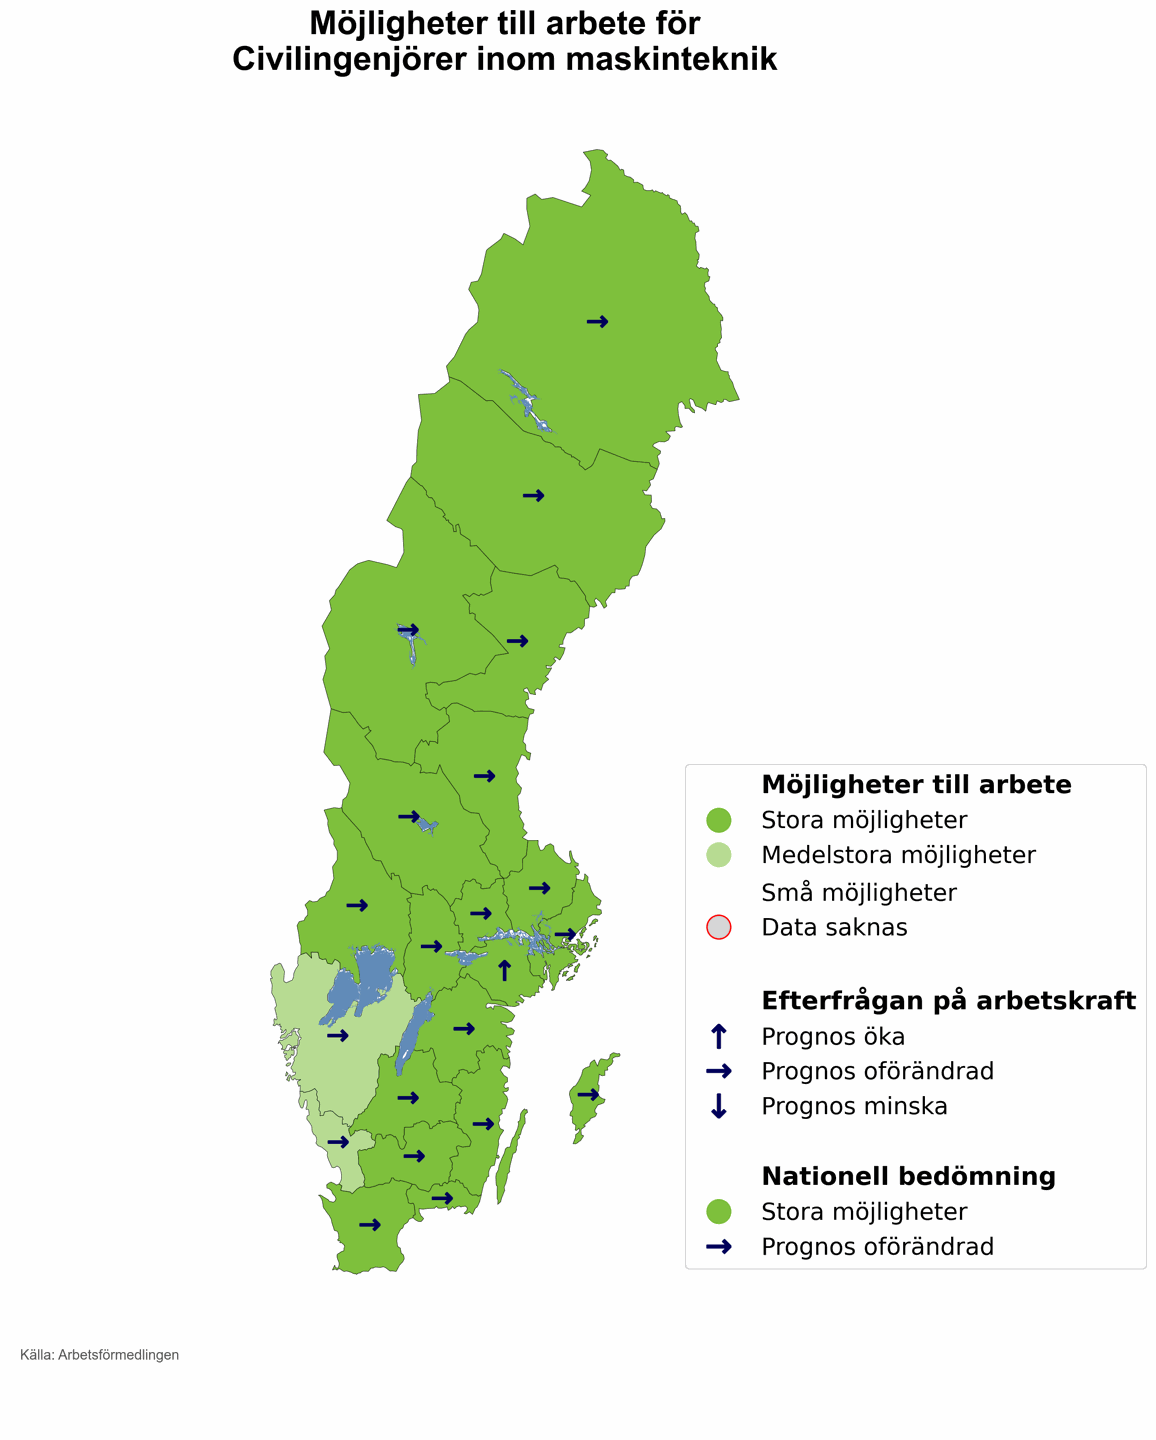 Möjligheter till arbete för
Civilingenjörer inom maskinteknik
Möjligheter till arbete
Stora möjligheter
Medelstora möjligheter
Små möjligheter
Data saknas
Efterfrågan på arbetskraft
Prognos öka
Prognos oförändrad
Prognos minska
Nationell bedömning
Stora möjligheter
Prognos oförändrad
Källa: Arbetsförmedlingen